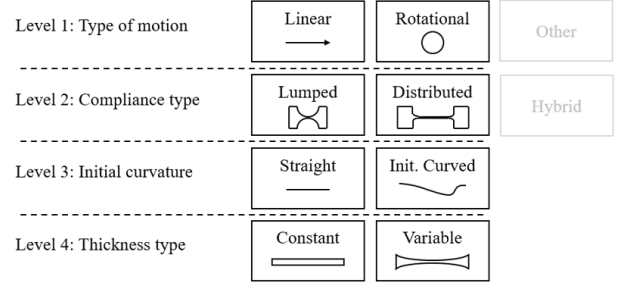 Level 1: Type of motion
Linear
Rotational
Other
Level 2: Compliance type
Lumped
Distributed
Hybrid
Level 3: Initial curvature
Straight
Init. Curved
Level 4: Thickness type
Constant
Variable